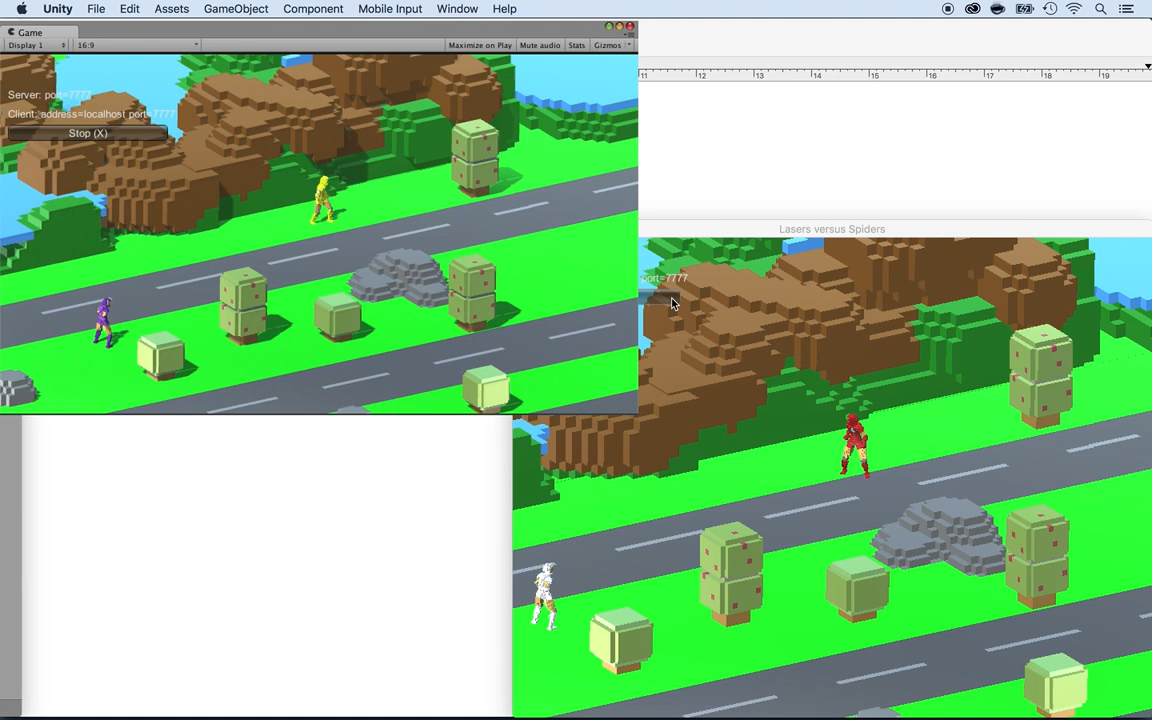 Unity File Edit Assets GameObject Component Mobile Input Window Help
Game
Display 1 16:9 Maximize on Play Mute audio Stats Gizmos
11 12 13 14 15 16 17 18 19
Server: port=7777
Client: address=localhost port=7777
Stop (X)
Lasers versus Spiders
port=7777